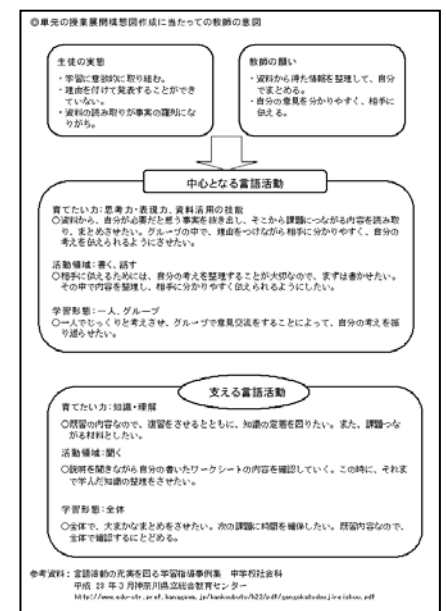 ◎単元の授業展開構想図作成に当たっての教師の意図
生徒の実態
・学習に意欲的に取り組む。
・理由を付けて発表することができ
ていない。
・資料の読み取りが事実の羅列にな
りがち。
教師の願い
・資料から得た情報を整理して、自分
でまとめる。
・自分の意見を分かりやすく、相手に
伝える。
中心となる言語活動
育てたい力:思考力・表現力、資料活用の技能
○資料から、自分が必要だと思う事実を抜き出し、そこから課題につながる内容を読み取
り、まとめさせたい。グループの中で、理由をつけながら相手に分かりやすく、自分の
考えを伝えられるようにさせたい。
活動領域:書く、話す
○相手に伝えるためには、自分の考えを整理することが大切なので、まずは書かせたい。
その中で内容を整理し、相手に分かりやすく伝えられるようにしたい。
学習形態:一人、グループ
○一人でじっくりと考えさせ、グループで意見交流をすることによって、自分の考えを振
り返らせたい。
支える言語活動
育てたい力:知識・理解
○既習の内容なので、復習をさせるとともに、知識の定着を図りたい。また、課題つな
がる材料としたい。
活動領域:聞く
○説明を聞きながら自分の書いたワークシートの内容を確認していく。この時に、それま
で学んだ知識の整理をさせたい。
学習形態:全体
○全体で、大まかなまとめをさせたい。次の課題に時間を確保したい。既習内容なので、
全体で確認するにとどめる。
参考資料:言語活動の充実を図る学習指導事例集 中学校社会科
平成 23 年 3 月神奈川県立総合教育センター
http://www.edu-ctr.pref.kanagawa.jp/kankoubutu/h22/pdf/gengokatudoujireishuu.pdf